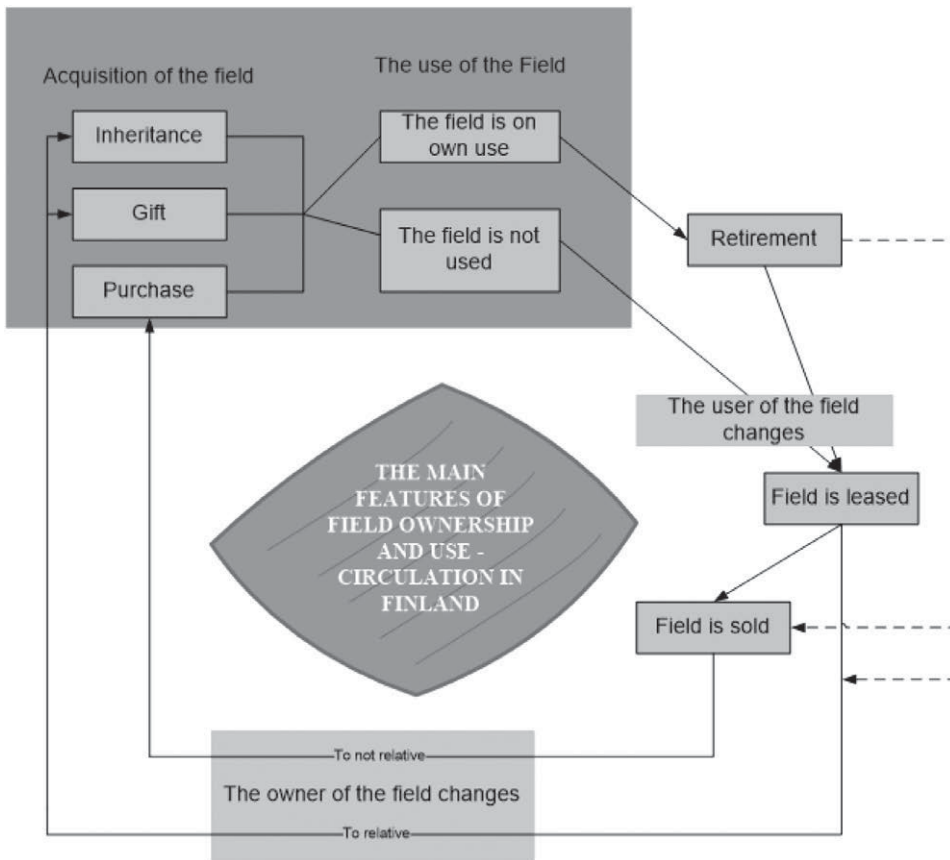 Acquisition of the field
The use of the Field
Inheritance
The field is on
own use
Gift
The field is not
used
Retirement
Purchase
The user of the field
changes
THE MAIN
FEATURES OF
FIELD OWNERSHIP
AND USE -
CIRCULATION IN
FINLAND
Field is leased
Field is sold
To not relative
The owner of the field changes
To relative